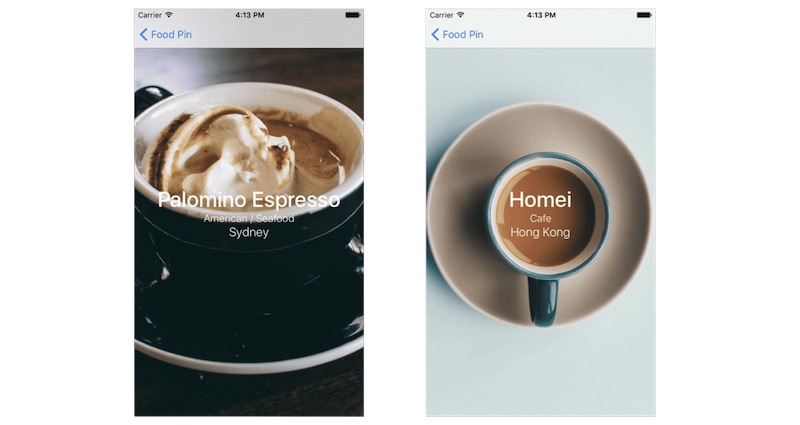 Carrier 4:13 PM
Food Pin
Palomino Espresso
American / Seafood
Sydney
Carrier 4:13 PM
Food Pin
Homei
Cafe
Hong Kong